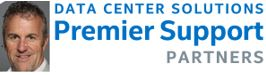 DATA CENTER SOLUTIONS
Premier Support
PARTNERS